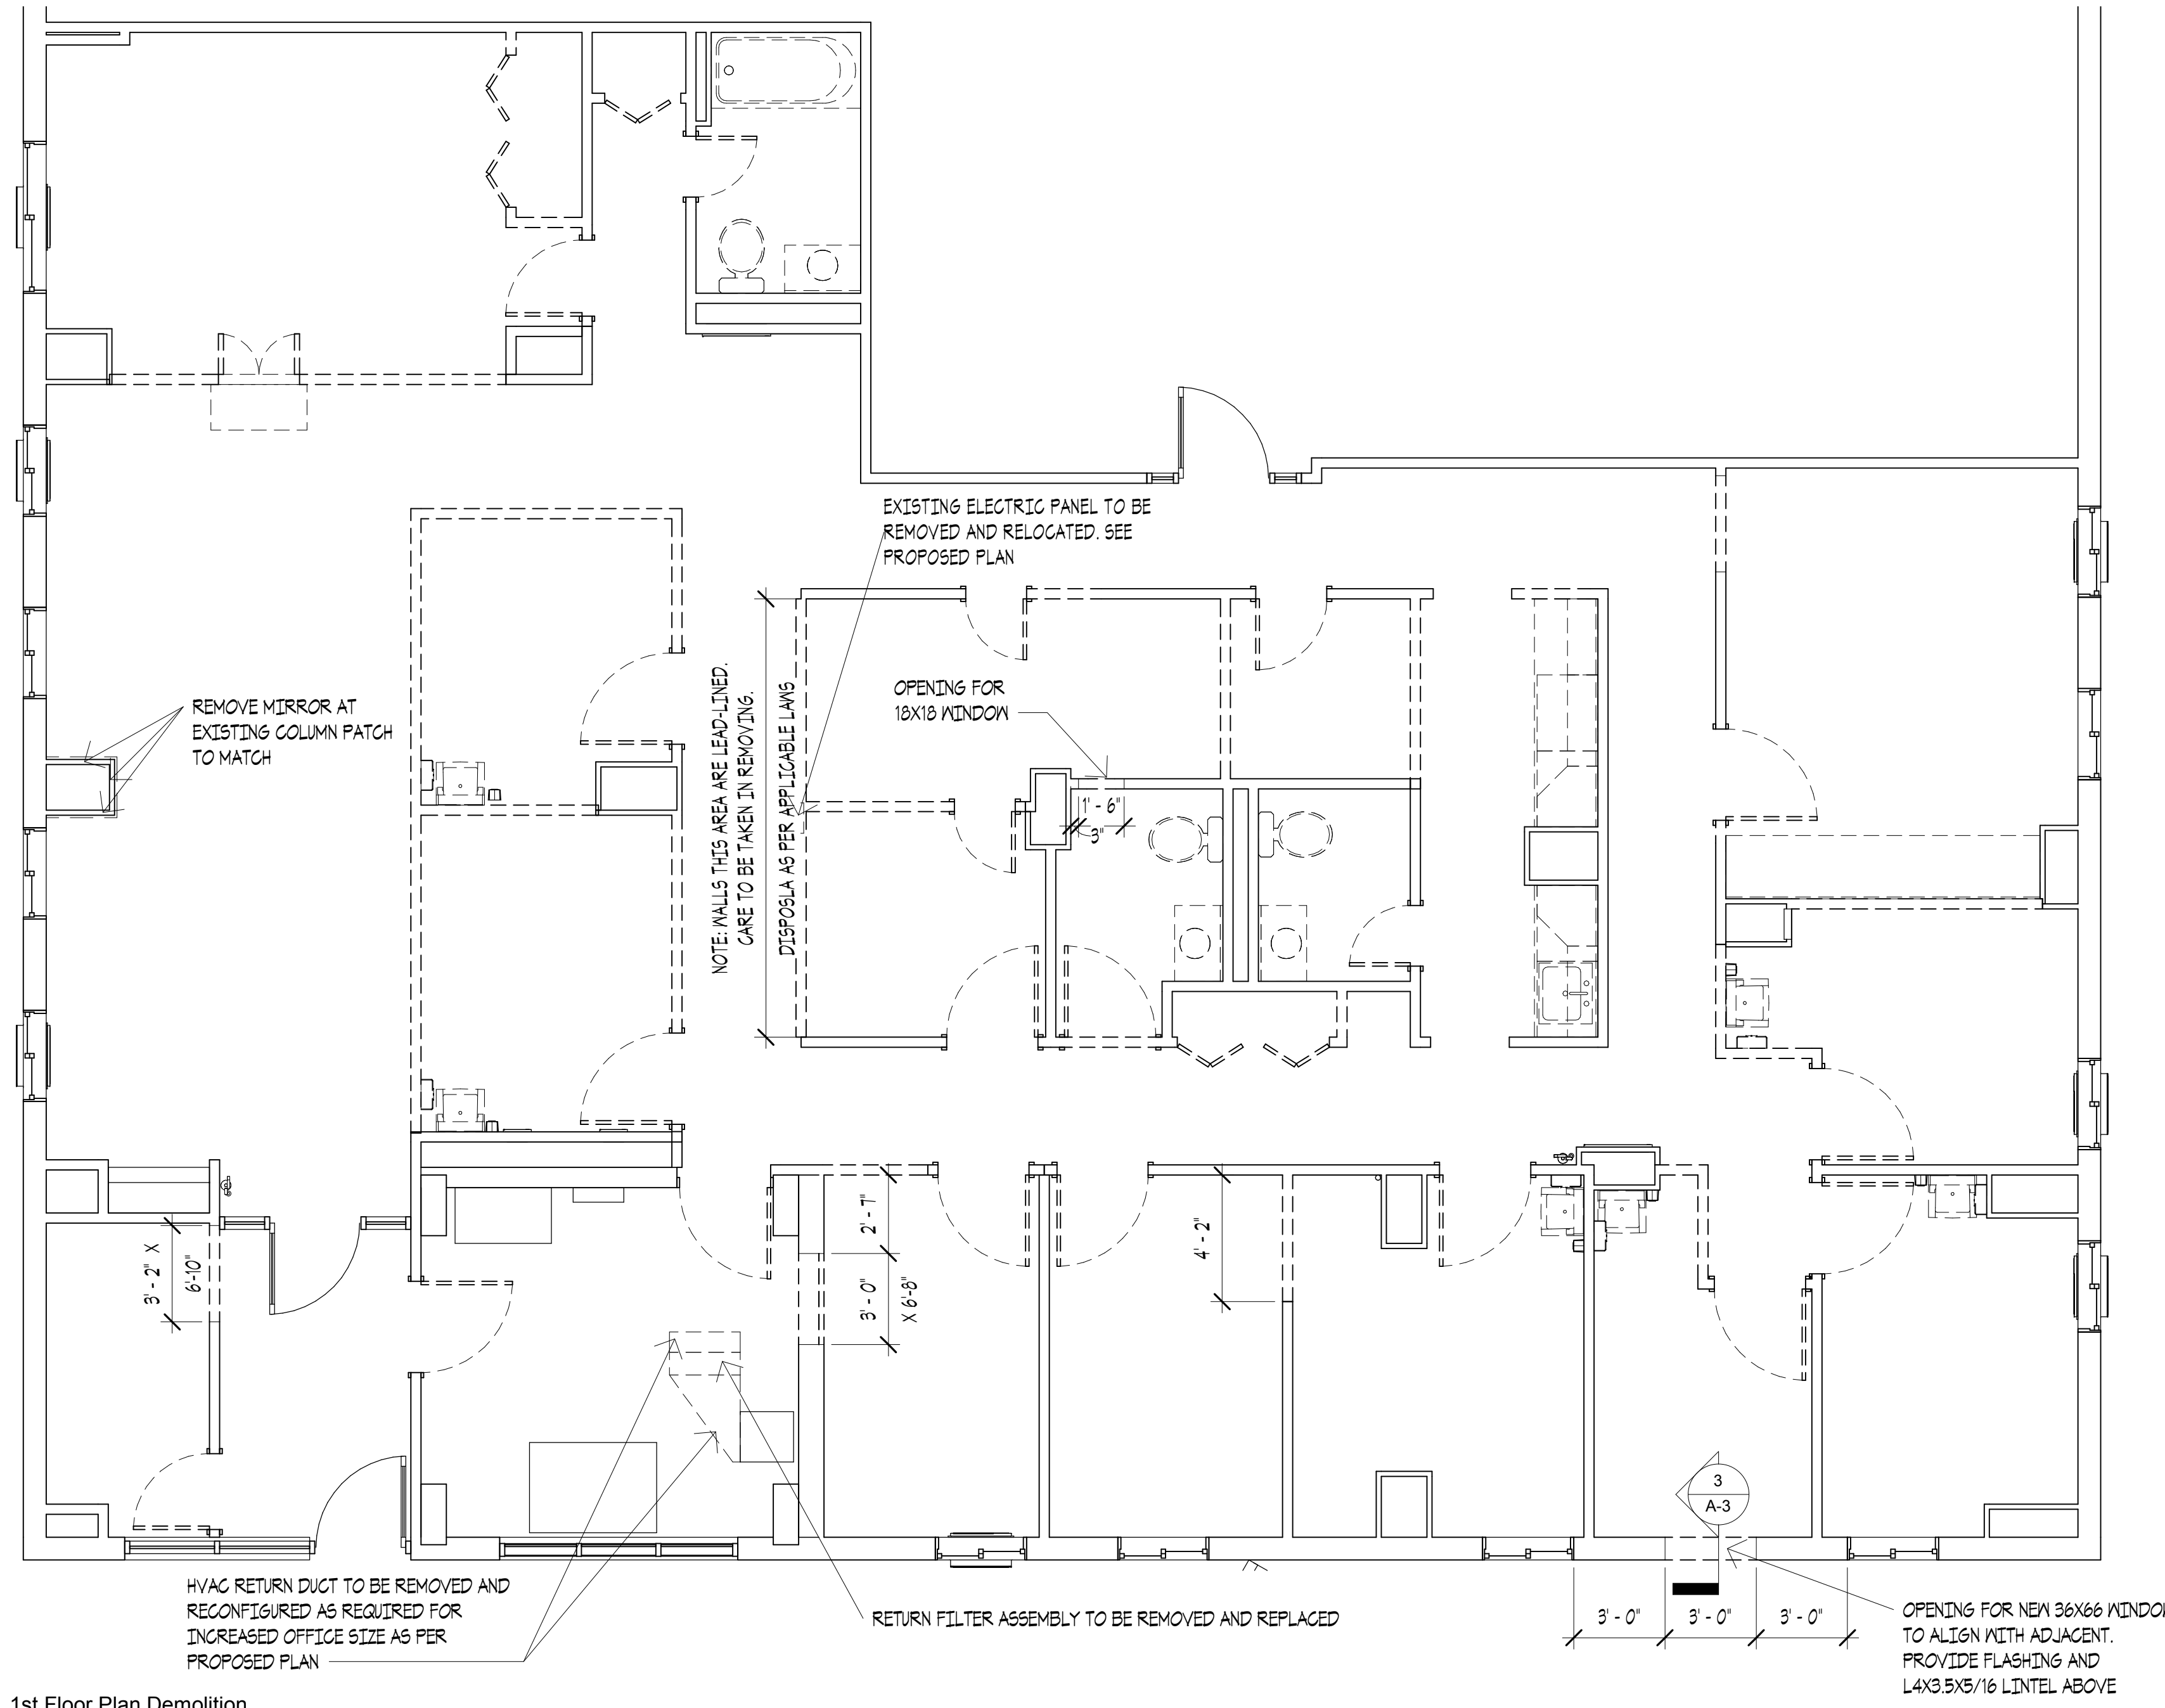 EXISTING ELECTRIC PANEL TO BE
REMOVED AND RELOCATED. SEE
PROPOSED PLAN
OPENING FOR
18X18 WINDOW
REMOVE MIRROR AT
EXISTING COLUMN PATCH
TO MATCH
NOTE: WALLS THIS AREA ARE LEAD-LINED.
CARE TO BE TAKEN IN REMOVING.
DISPOSLA AS PER APPLICABLE LAWS
1' - 6"
3"
3' - 2" X
6'-10"
2' - 7"
3' - 0"
X 6'-8"
4' - 2"
3
A-3
HVAC RETURN DUCT TO BE REMOVED AND
RECONFIGURED AS REQUIRED FOR
INCREASED OFFICE SIZE AS PER
PROPOSED PLAN
RETURN FILTER ASSEMBLY TO BE REMOVED AND REPLACED
3' - 0"
3' - 0"
3' - 0"
OPENING FOR NEW 36X66 WINDOW
TO ALIGN WITH ADJACENT.
PROVIDE FLASHING AND
L4X3.5X5/16 LINTEL ABOVE
1st Floor Plan Demolition